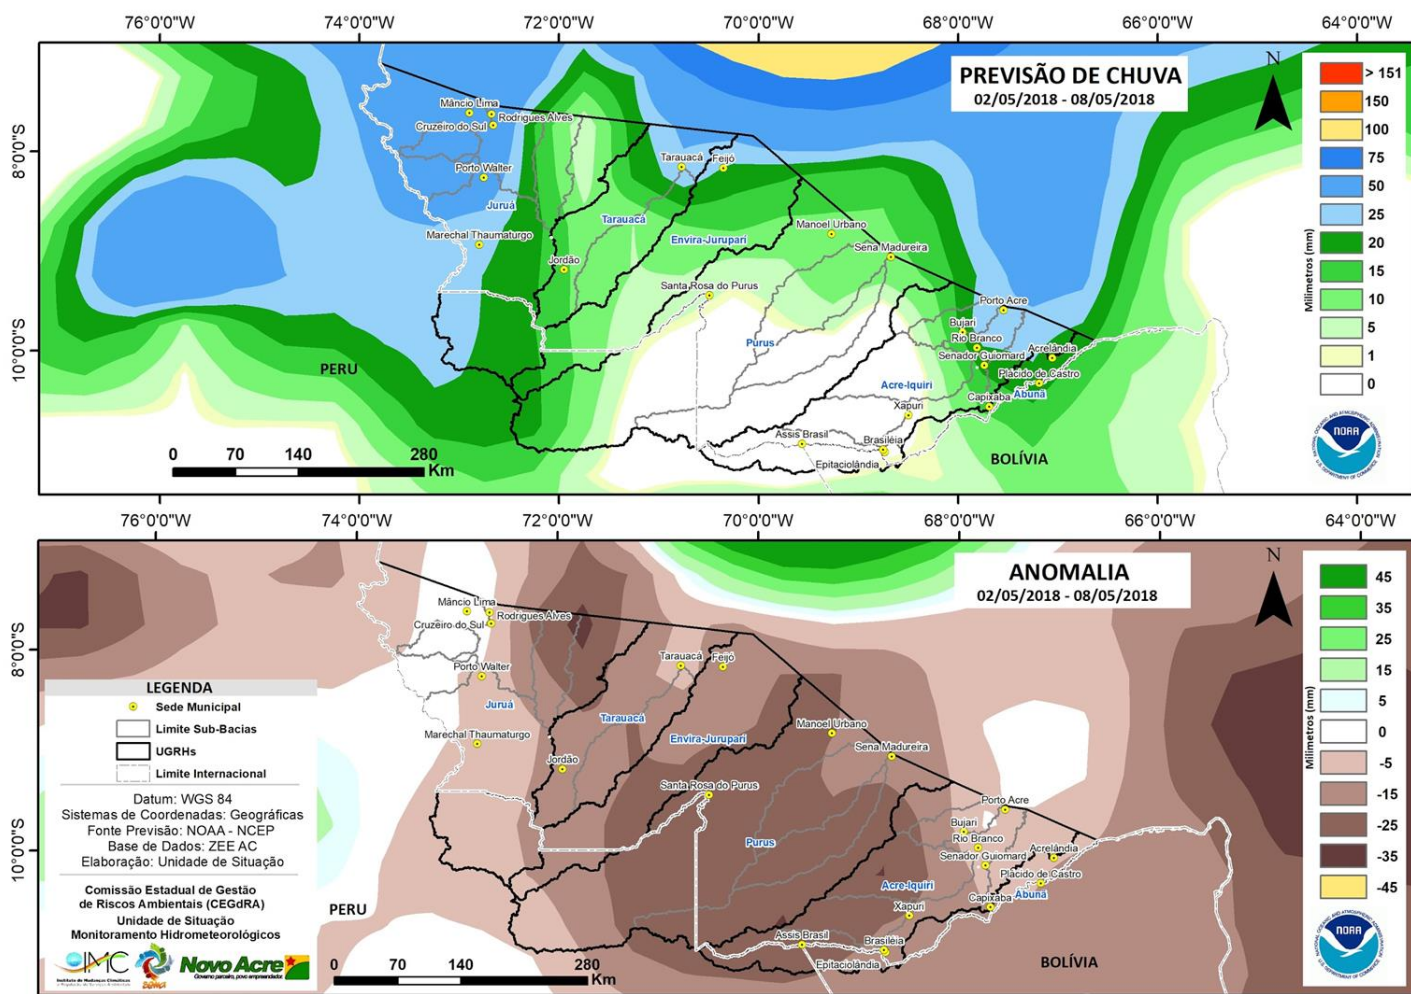 76°0'0"W
74°0'0"W
72°0'0"W
70°0'0"W
68°0'0"W
66°0'0"W
64°0'0"W
PREVISÃO DE CHUVA
02/05/2018 - 08/05/2018
N
Milímetros (mm)
> 151
150
100
75
50
25
20
15
10
5
1
0
8°0'0"S
10°0'0"S
Mâncio Lima
Rodrigues Alves
Cruzeiro do Sul
Porto Walter
Juruá
Marechal Thaumaturgo
Jordão
Tarauacá
Feijó
Tarauacá
Envira-Jurupari
Manoel Urbano
Sena Madureira
Santa Rosa do Purus
Purus
Porto Acre
Bujari
Rio Branco
Senador Guiomard
Acrelândia
Plácido de Castro
Acre-Iquiri
Abunã
Capixaba
Xapuri
Assis Brasil
Brasiléia
Epitaciolândia
PERU
BOLÍVIA
0
70
140
280
Km
NOAA
76°0'0"W
74°0'0"W
72°0'0"W
70°0'0"W
68°0'0"W
66°0'0"W
64°0'0"W
ANOMALIA
02/05/2018 - 08/05/2018
N
Milímetros (mm)
45
35
25
15
5
0
-5
-15
-25
-35
-45
8°0'0"S
10°0'0"S
Mâncio Lima
Rodrigues Alves
Cruzeiro do Sul
Porto Walter
Juruá
Marechal Thaumaturgo
Jordão
Tarauacá
Feijó
Tarauacá
Envira-Jurupari
Manoel Urbano
Sena Madureira
Santa Rosa do Purus
Purus
Porto Acre
Bujari
Rio Branco
Senador Guiomard
Acrelândia
Plácido de Castro
Acre-Iquiri
Abunã
Capixaba
Xapuri
Assis Brasil
Brasiléia
Epitaciolândia
PERU
BOLÍVIA
LEGENDA
Sede Municipal
Limite Sub-Bacias
UGRHs
Limite Internacional
Datum: WGS 84
Sistemas de Coordenadas: Geográficas
Fonte Previsão: NOAA - NCEP
Base de Dados: ZEE AC
Elaboração: Unidade de Situação
Comissão Estadual de Gestão
de Riscos Ambientais (CEGdRA)
Unidade de Situação
Monitoramento Hidrometeorológicos
IMC
Novo Acre
0
70
140
280
Km
NOAA